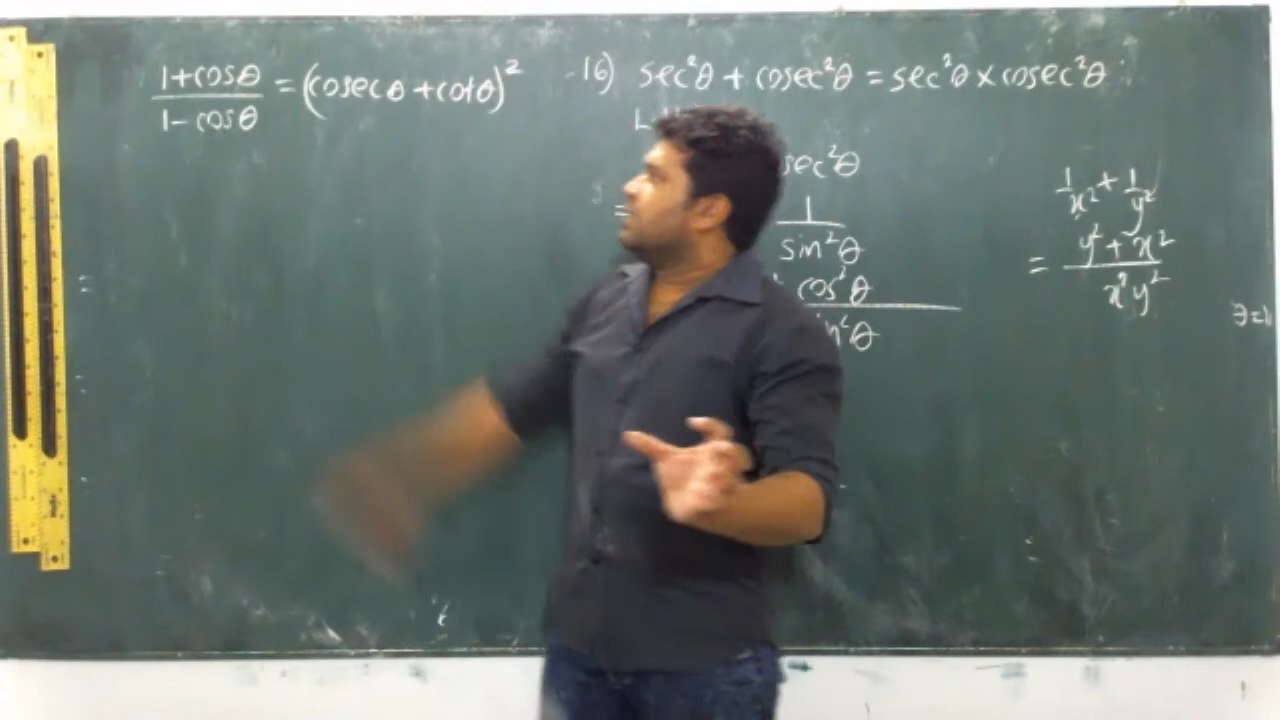 1+cosθ / 1-cosθ = (cosecθ + cotθ)²
16) sec²θ + cosec²θ = sec²θ × cosec²θ
sec²θ
=
1 / sin²θ
cos²θ
θ
1/x² + 1/y²
= y² + x² / x²y²
=